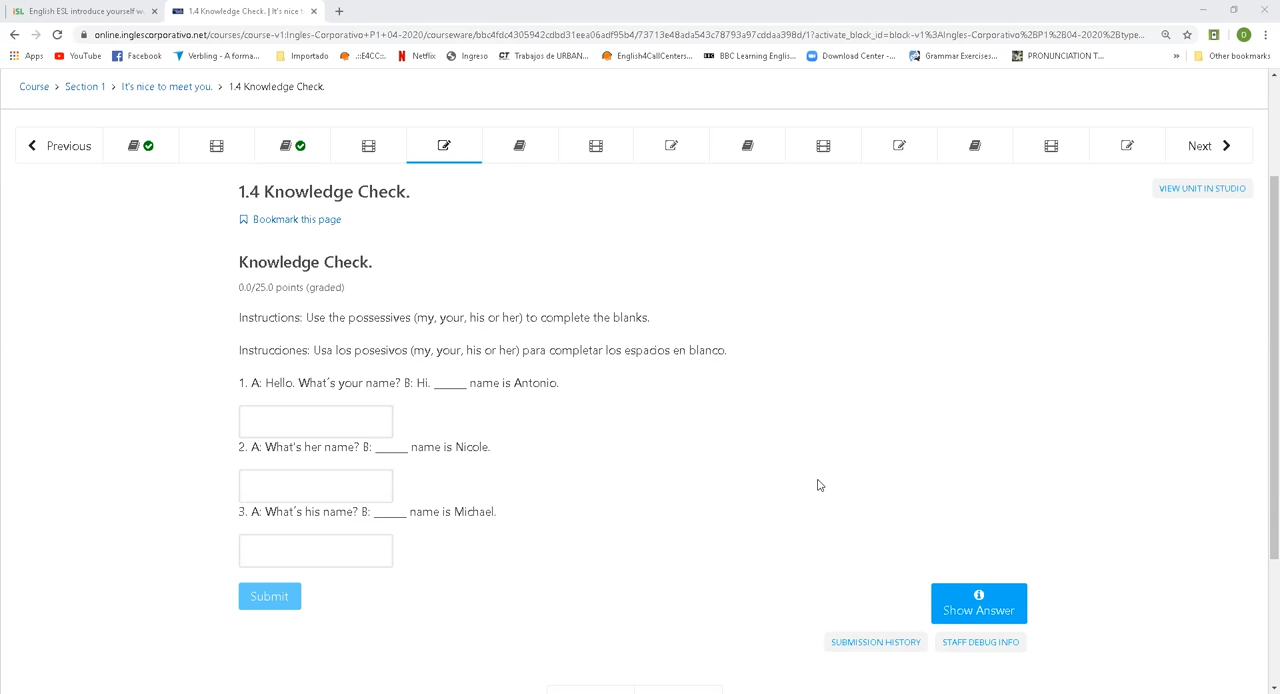 English ESL introduce yourself w
1.4 Knowledge Check. | It's nice t
online.inglescorporativo.net/courses/course-v1:Ingles-Corporativo+P1+04-2020/courseware/bbc4fdc4305942cdbd31eea06adf95b4/73713e48ada543c78793a97cddaa398d/1?activate_block_id=block-v1%3AIngles-Corporativo%2BP1%2B04-2020%2Btype...
D
Apps YouTube Facebook Verbling - A forma... Importado .::E4CC::. Netflix Ingreso CT Trabajos de URBAN... English4CallCenters... BBC BBC Learning Englis... Download Center -... Grammar Exercises... PRONUNCIATION T... » Other bookmarks
Course > Section 1 > It's nice to meet you. > 1.4 Knowledge Check.
Previous
Next
1.4 Knowledge Check.
VIEW UNIT IN STUDIO
Bookmark this page
Knowledge Check.
0.0/25.0 points (graded)
Instructions: Use the possessives (my, your, his or her) to complete the blanks.
Instrucciones: Usa los posesivos (my, your, his or her) para completar los espacios en blanco.
1. A: Hello. What´s your name? B: Hi. ______ name is Antonio.
2. A: What's her name? B: ______ name is Nicole.
3. A: What´s his name? B: ______ name is Michael.
Submit
Show Answer
SUBMISSION HISTORY
STAFF DEBUG INFO